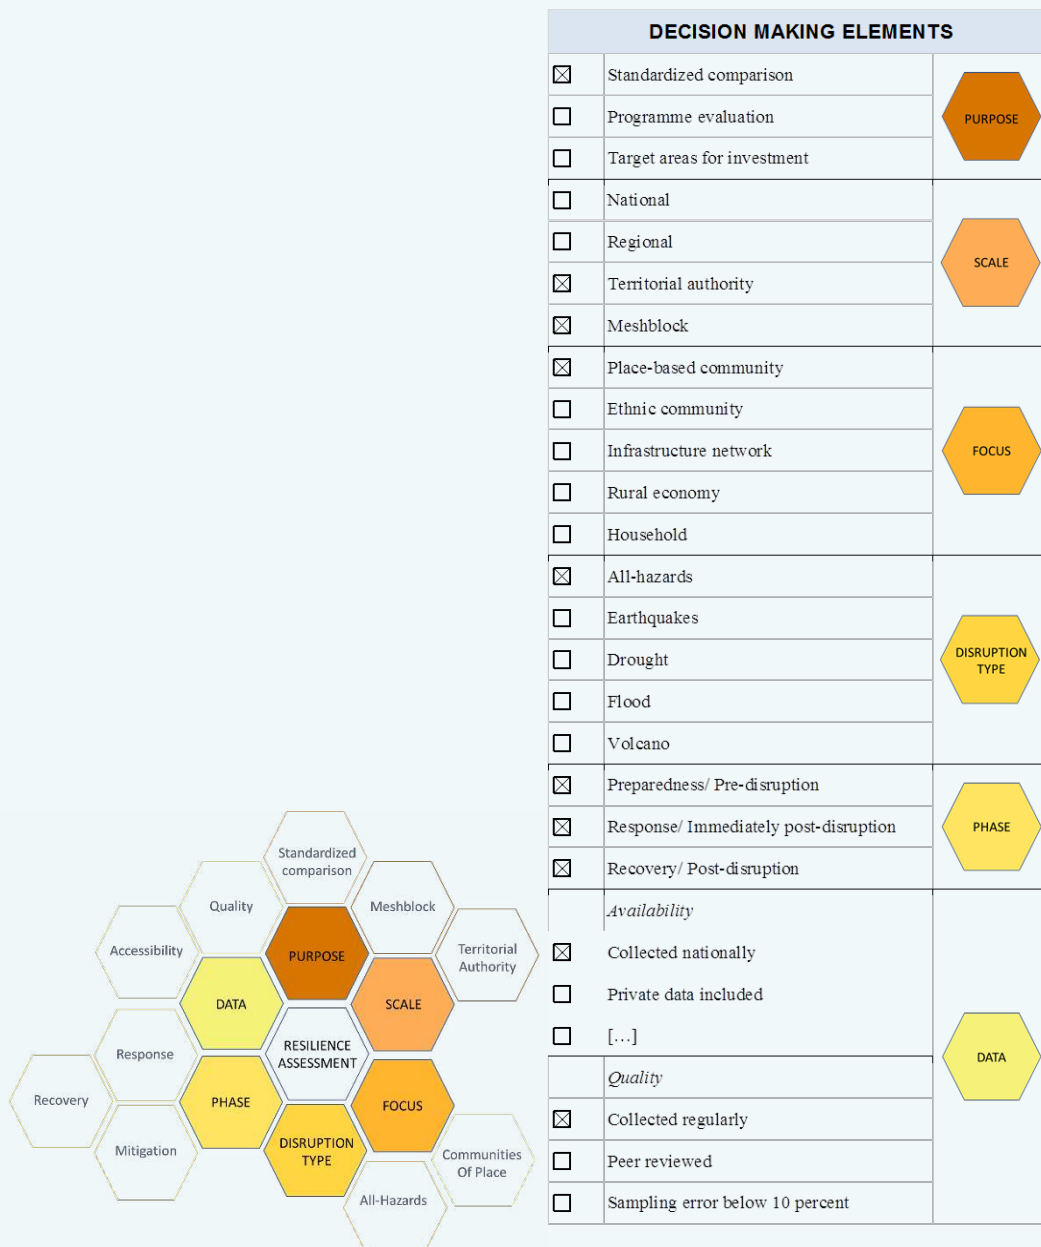 DECISION MAKING ELEMENTS
Standardized comparison
Programme evaluation
Target areas for investment
PURPOSE
National
Regional
Territorial authority
Meshblock
SCALE
Place-based community
Ethnic community
Infrastructure network
Rural economy
Household
FOCUS
All-hazards
Earthquakes
Drought
Flood
Volcano
DISRUPTION
TYPE
Preparedness/ Pre-disruption
Response/ Immediately post-disruption
Recovery/ Post-disruption
PHASE
Availability
Collected nationally
Private data included
[...]
Quality
Collected regularly
Peer reviewed
Sampling error below 10 percent
DATA
Standardized
comparison
Quality
Meshblock
Accessibility
PURPOSE
Territorial
Authority
DATA
SCALE
Response
RESILIENCE
ASSESSMENT
Recovery
PHASE
FOCUS
Mitigation
DISRUPTION
TYPE
Communities
Of Place
All-Hazards